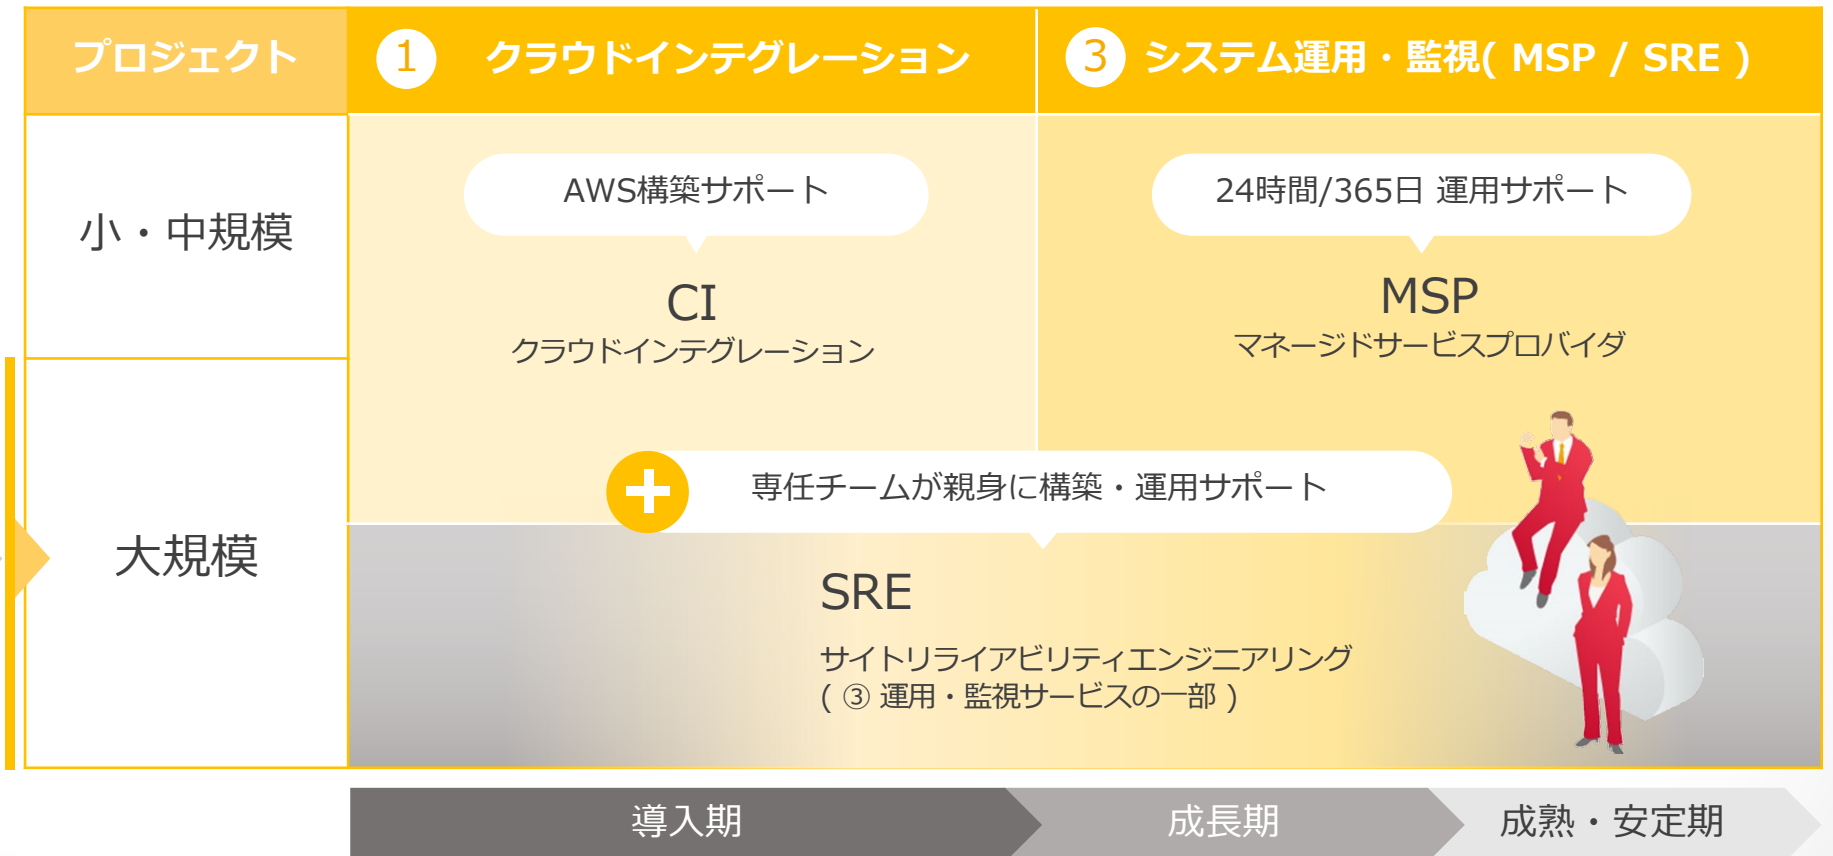 プロジェクト
1 クラウドインテグレーション
3 システム運用・監視( MSP / SRE )
小・中規模
AWS構築サポート
CI
クラウドインテグレーション
24時間/365日 運用サポート
MSP
マネージドサービスプロバイダ
大規模
専任チームが親身に構築・運用サポート
SRE
サイトリライアビリティエンジニアリング
( ③ 運用・監視サービスの一部 )
導入期
成長期
成熟・安定期